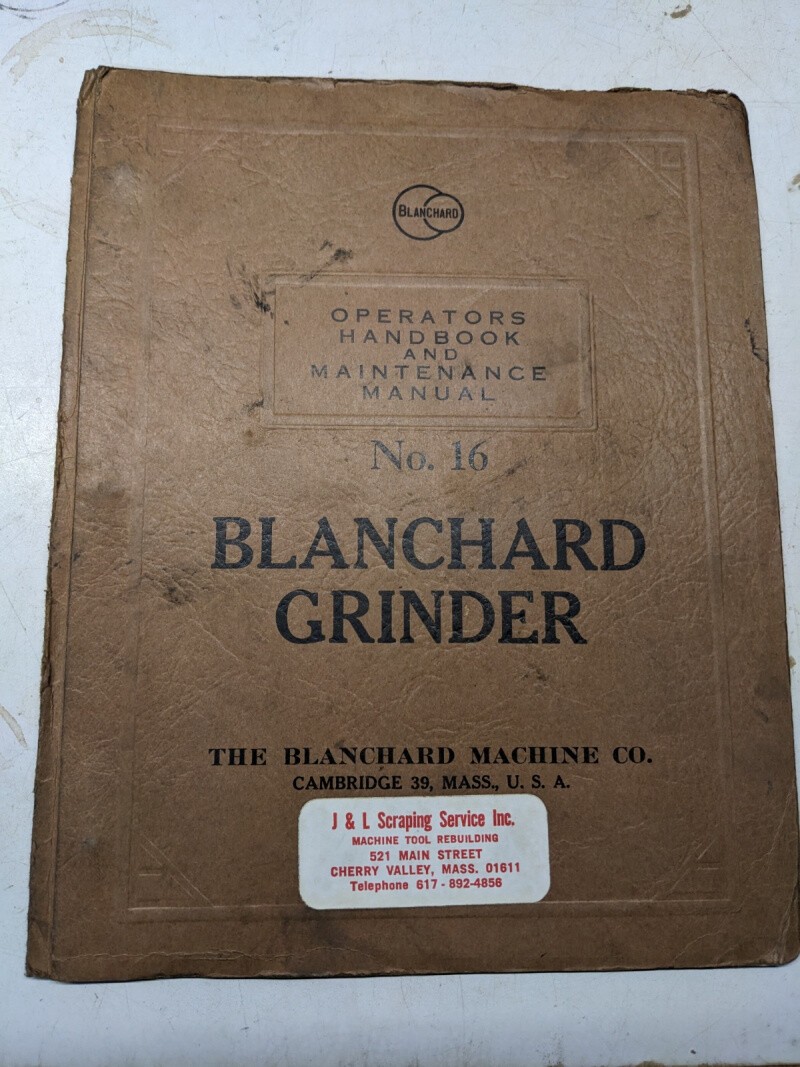 BLANCHARD
OPERATORS
HANDBOOK
AND
MAINTENANCE
MANUAL
No. 16
BLANCHARD
GRINDER
THE BLANCHARD MACHINE CO.
CAMBRIDGE 39, MASS., U. S. A.
J & L Scraping Service Inc.
MACHINE TOOL REBUILDING
521 MAIN STREET
CHERRY VALLEY, MASS. 01611
Telephone 617 - 892-4856